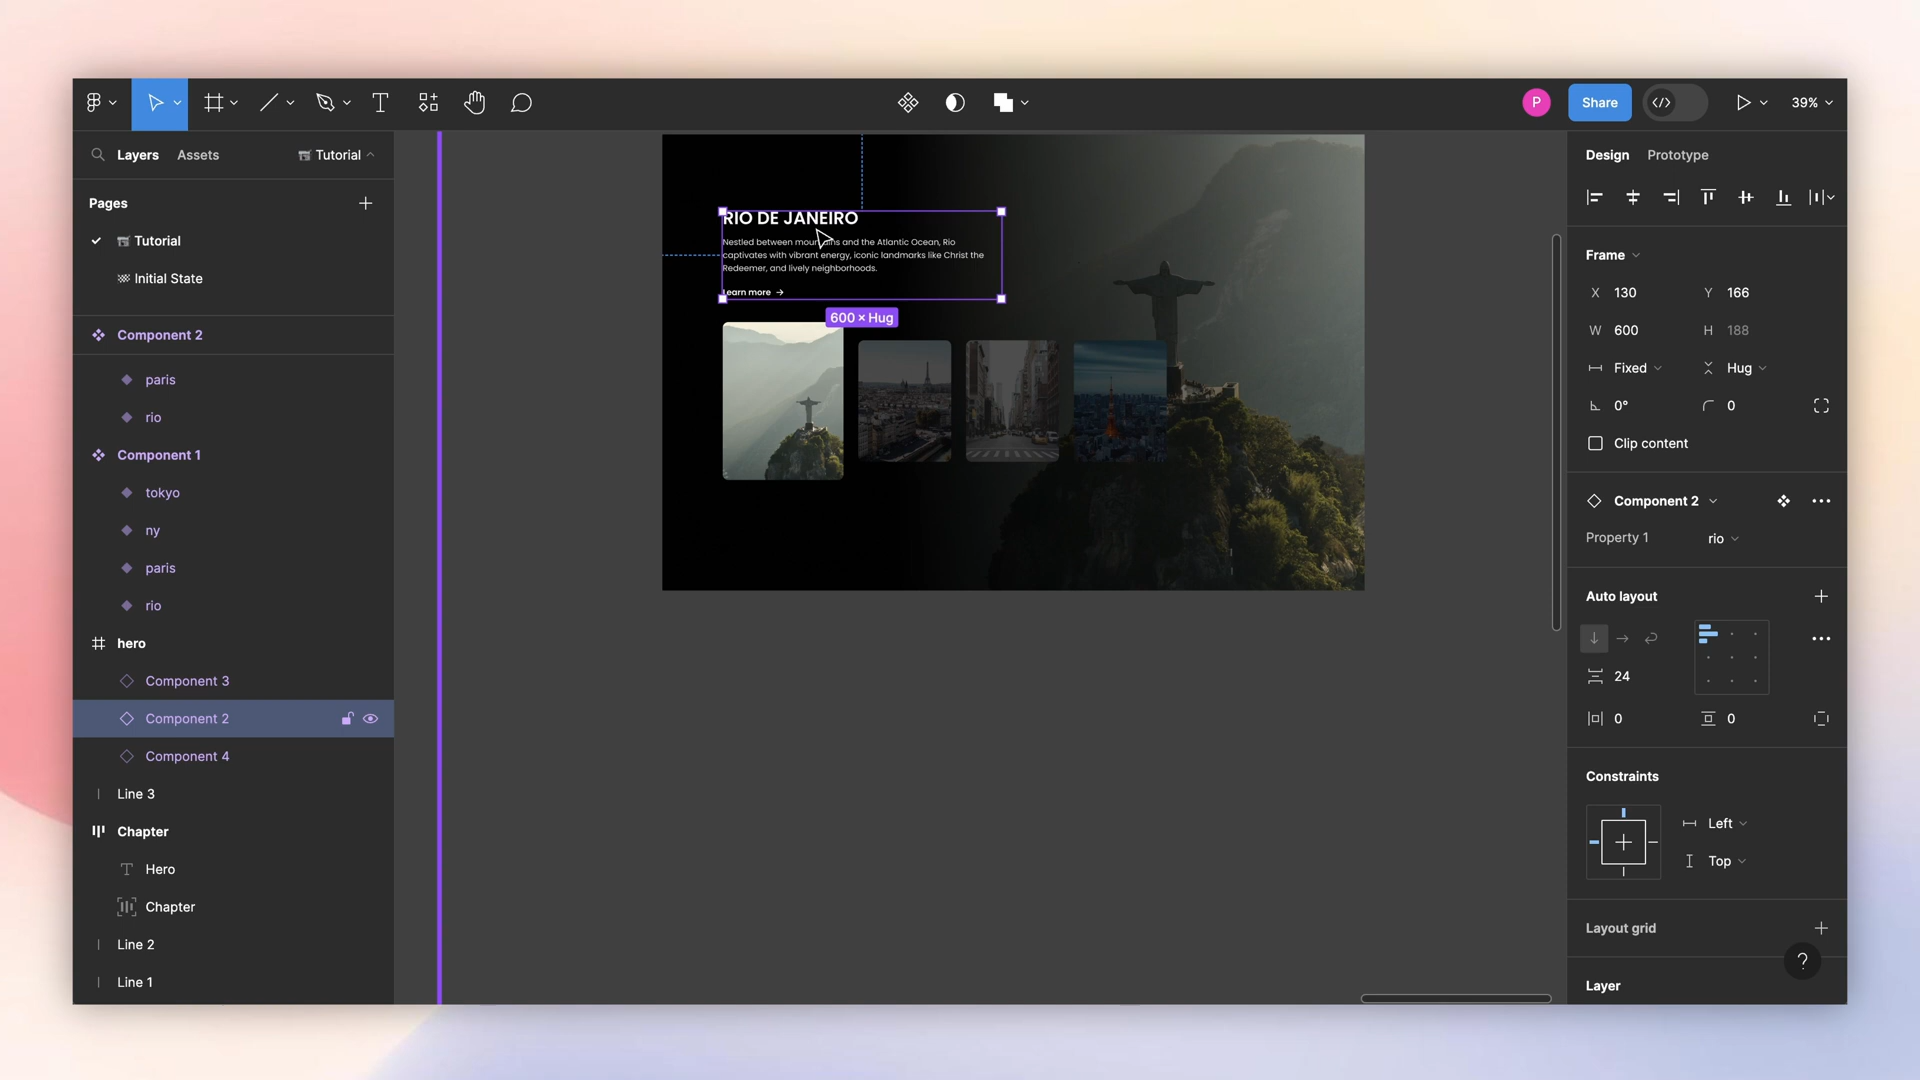 P
Share
39%
Layers
Assets
Tutorial
Pages
Tutorial
Initial State
Component 2
paris
rio
Component 1
tokyo
ny
paris
rio
hero
Component 3
Component 2
Component 4
Line 3
Chapter
Hero
Chapter
Line 2
Line 1
RIO DE JANEIRO
Nestled between mountains and the Atlantic Ocean, Rio
captivates with vibrant energy, iconic landmarks like Christ the
Redeemer, and lively neighborhoods.
Learn more →
600 × Hug
Design
Prototype
Frame
X 130
Y 166
W 600
H 188
Fixed
Hug
0°
0
Clip content
Component 2
Property 1
rio
Auto layout
24
0
0
Constraints
Left
Top
Layout grid
?
Layer